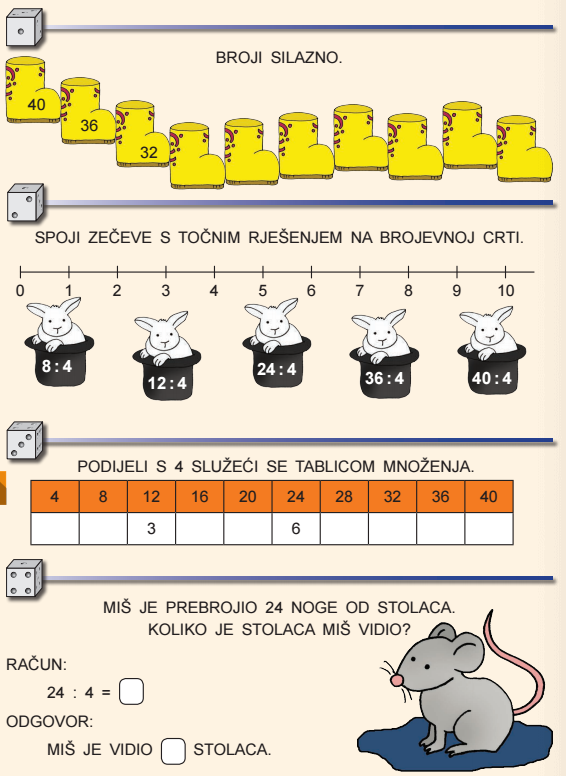 BROJI SILAZNO.
40
36
32
SPOJI ZEČEVE S TOČNIM RJEŠENJEM NA BROJEVNOJ CRTI.
0 1 2 3 4 5 6 7 8 9 10
8 : 4
12 : 4
24 : 4
36 : 4
40 : 4
PODIJELI S 4 SLUŽEĆI SE TABLICOM MNOŽENJA.
4 8 12 16 20 24 28 32 36 40
3 6
MIŠ JE PREBROJIO 24 NOGE OD STOLACA.
KOLIKO JE STOLACA MIŠ VIDIO?
RAČUN:
24 : 4 =
ODGOVOR:
MIŠ JE VIDIO STOLACA.